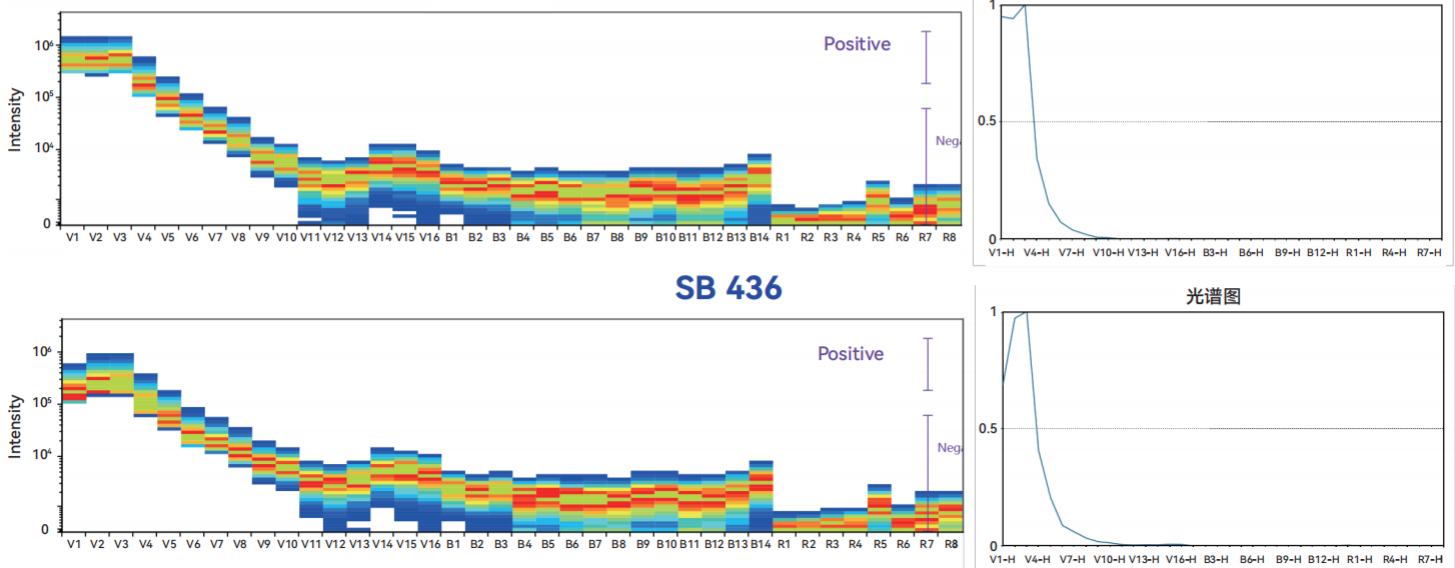 Intensity
10⁶
10⁵
10⁴
0
Positive
Nega
V1 V2 V3 V4 V5 V6 V7 V8 V9 V10 V11 V12 V13 V14 V15 V16 B1 B2 B3 B4 B5 B6 B7 B8 B9 B10 B11 B12 B13 B14 R1 R2 R3 R4 R5 R6 R7 R8
1
0.5
0
V1-H V4-H V7-H V10-H V13-H V16-H B3-H B6-H B9-H B12-H R1-H R4-H R7-H
SB 436
Intensity
10⁶
10⁵
10⁴
0
Positive
Nega
V1 V2 V3 V4 V5 V6 V7 V8 V9 V10 V11 V12 V13 V14 V15 V16 B1 B2 B3 B4 B5 B6 B7 B8 B9 B10 B11 B12 B13 B14 R1 R2 R3 R4 R5 R6 R7 R8
光谱图
1
0.5
0
V1-H V4-H V7-H V10-H V13-H V16-H B3-H B6-H B9-H B12-H R1-H R4-H R7-H